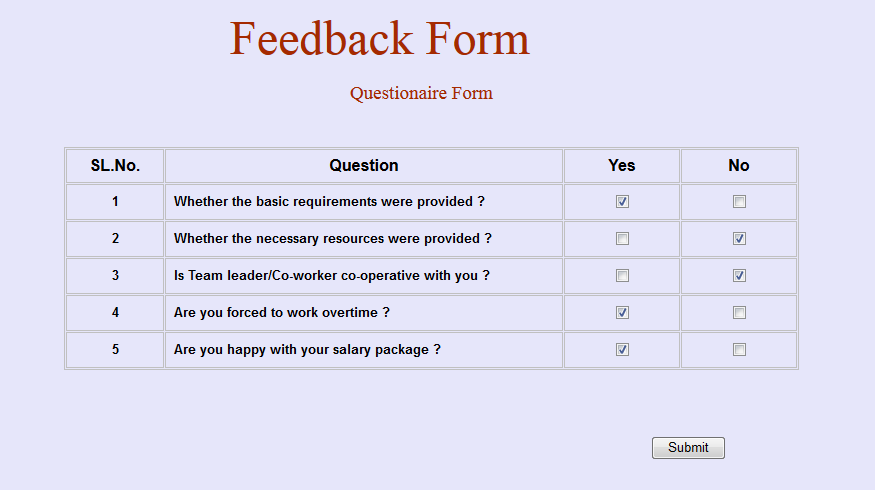 Feedback Form
Questionaire Form
SL.No. Question Yes No
1 Whether the basic requirements were provided ?
2 Whether the necessary resources were provided ?
3 Is Team leader/Co-worker co-operative with you ?
4 Are you forced to work overtime ?
5 Are you happy with your salary package ?
Submit